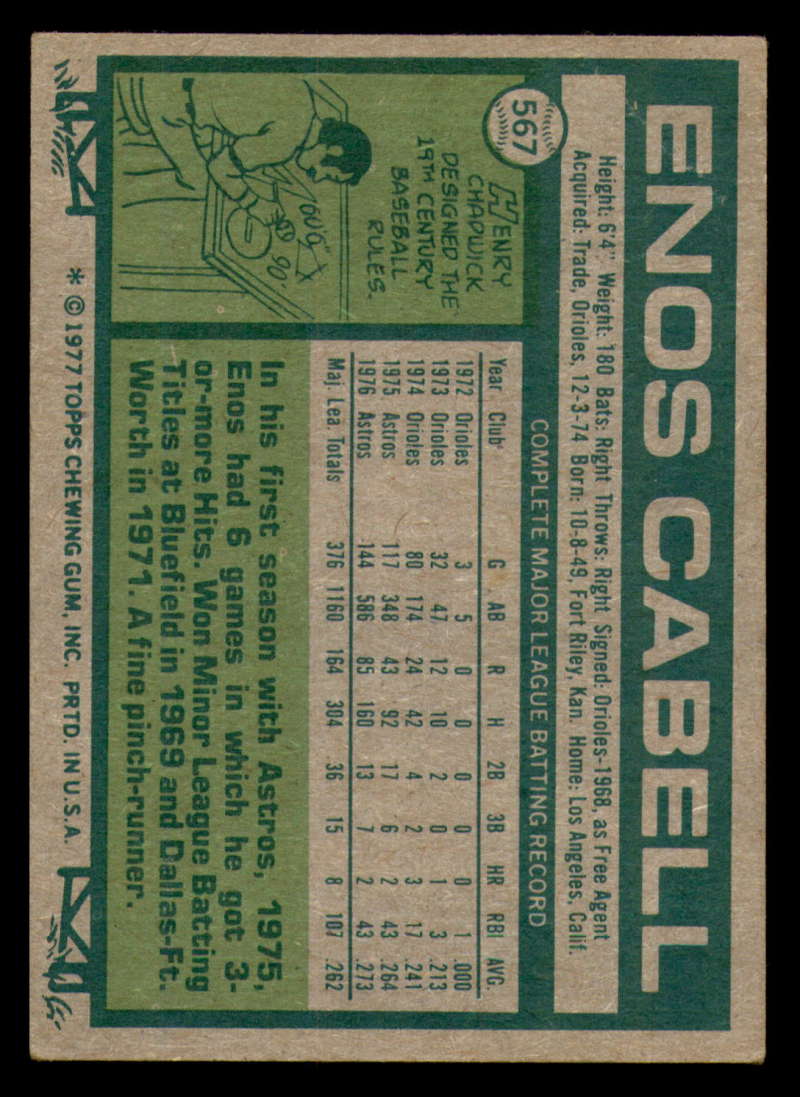 567
ENOS CABELL
Height: 6'4" Weight: 180 Bats: Right Throws: Right Signed: Orioles-1968, as Free Agent
Acquired: Trade, Orioles, 12-3-74 Born: 10-8-49, Fort Riley, Kan. Home: Los Angeles, Calif.
COMPLETE MAJOR LEAGUE BATTING RECORD
Year Club G AB R H 2B 3B HR RBI AVG.
1972 Orioles 3 5 0 0 0 0 0 1 .000
1973 Orioles 32 47 12 10 2 0 1 3 .213
1974 Orioles 80 174 24 42 4 2 3 17 .241
1975 Astros 117 348 43 92 17 6 2 43 .264
1976 Astros 144 586 85 160 13 7 2 43 .273
Maj. Lea. Totals 376 1160 164 304 36 15 8 107 .262
HENRY
CHADWICK
DESIGNED THE
19TH CENTURY
BASEBALL
RULES.
90'
In his first season with Astros, 1975,
Enos had 6 games in which he got 3-
or-more Hits. Won Minor League Batting
Titles at Bluefield in 1969 and Dallas-Ft.
Worth in 1971. A fine pinch-runner.
* © 1977 TOPPS CHEWING GUM, INC. PRTD. IN U.S.A.